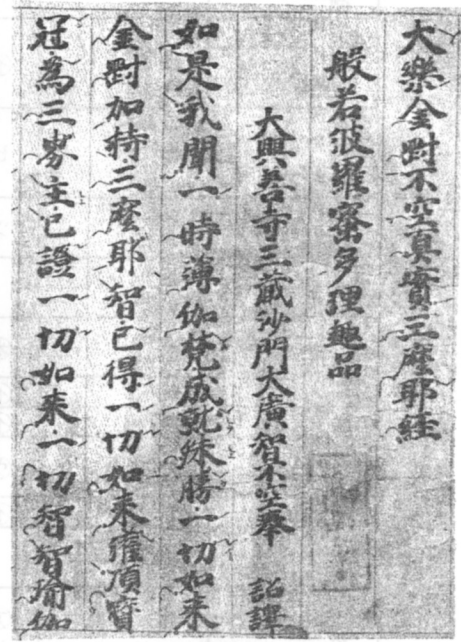 大樂金剛不空真實三麼耶經
般若波羅蜜多理趣品
大興善寺三藏沙門大廣智不空奉 詔譯
如是我聞一時薄伽梵成就殊勝一切如來
金剛加持三麼耶智已得一切如來灌頂寶
冠為三界主已證一切如來一切智智瑜伽